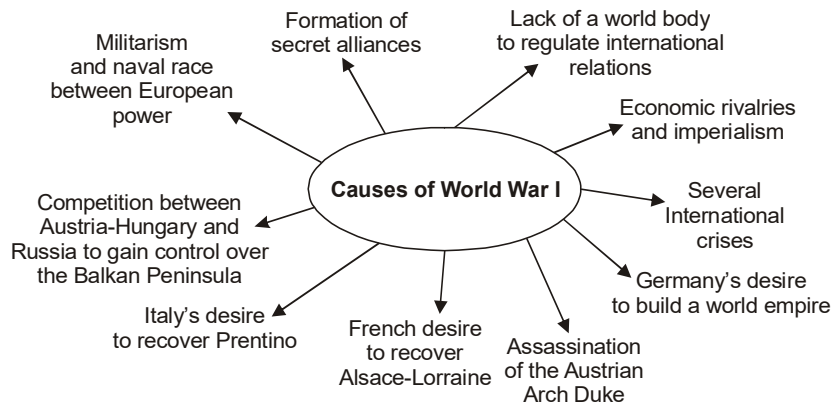 Formation of
secret alliances
Lack of a world body
to regulate international
relations
Militarism
and naval race
between European
power
Economic rivalries
and imperialism
Causes of World War I
Several
International
crises
Competition between
Austria-Hungary and
Russia to gain control over
the Balkan Peninsula
Germany's desire
to build a world empire
Italy's desire
to recover Prentino
French desire
to recover
Alsace-Lorraine
Assassination
of the Austrian
Arch Duke